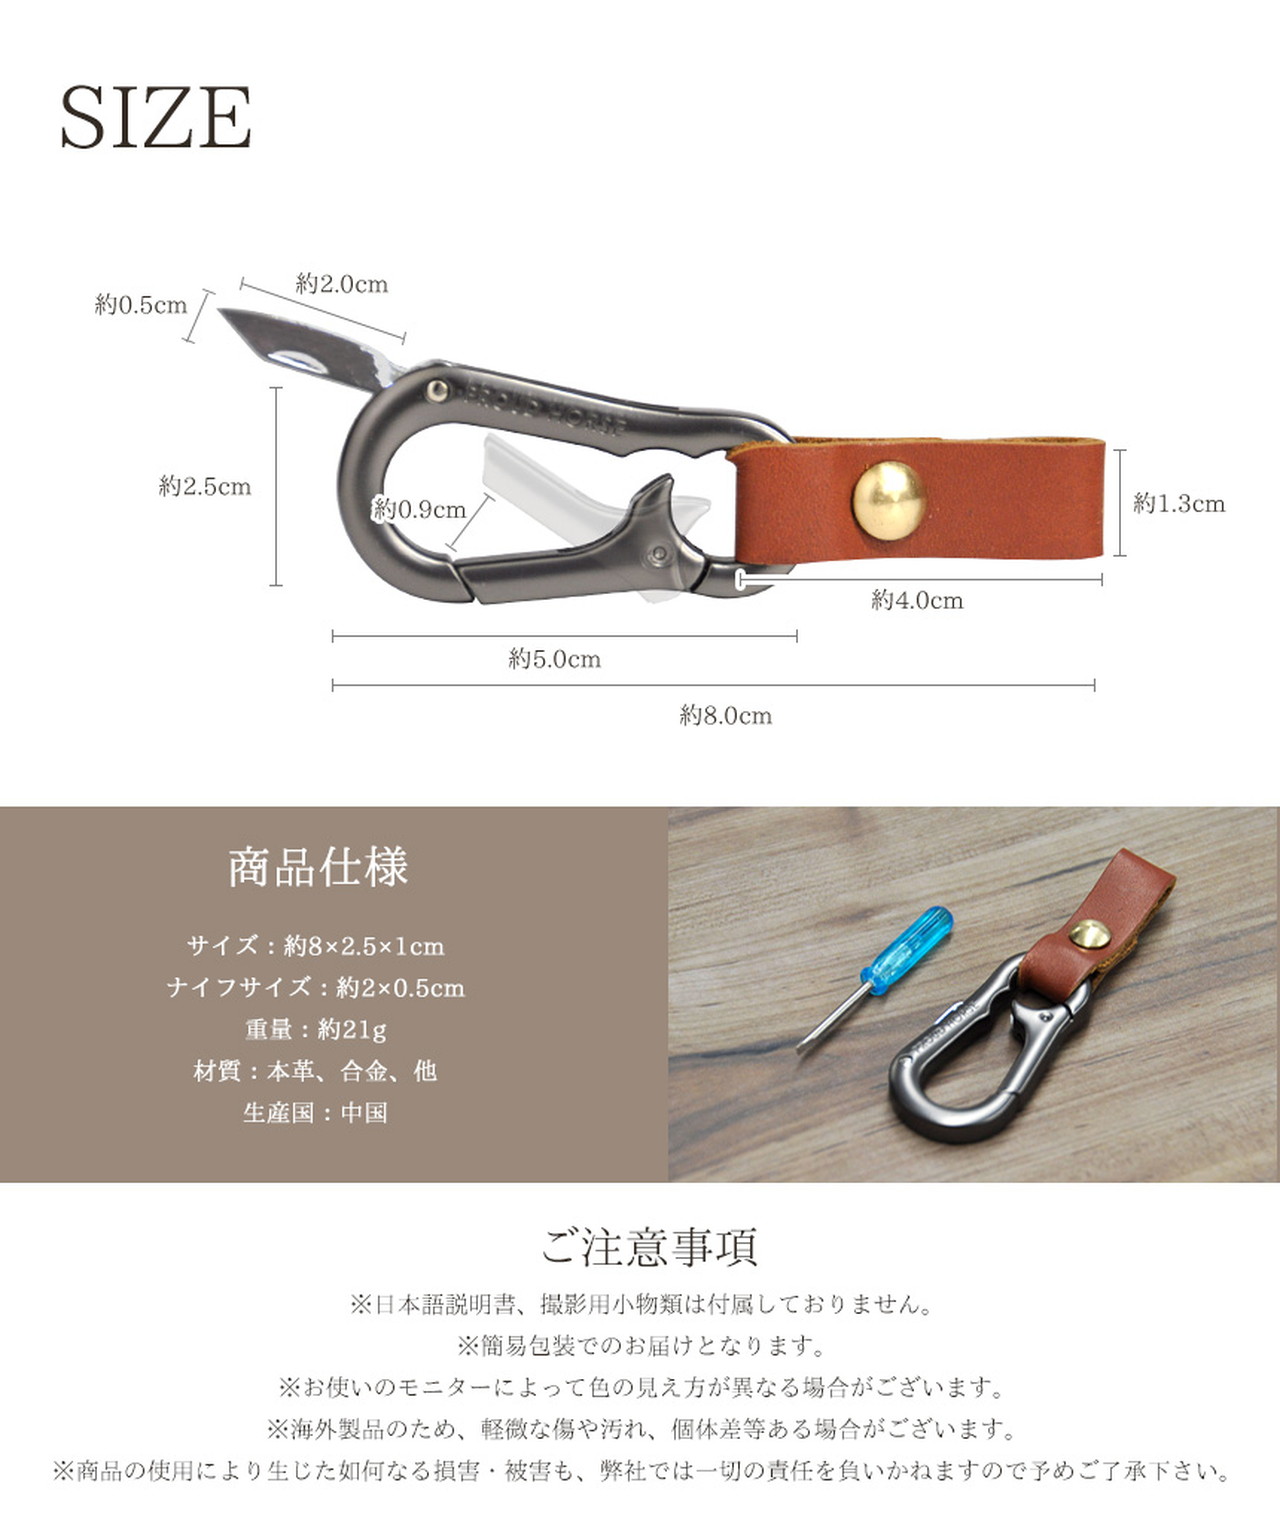 SIZE
約2.0cm
約0.5cm
PROUD HORSE
約2.5cm
約0.9cm
約1.3cm
約4.0cm
約5.0cm
約8.0cm
商品仕様
サイズ：約8×2.5×1cm
ナイフサイズ：約2×0.5cm
重量：約21g
材質：本革、合金、他
生産国：中国
PROUD HORSE
ご注意事項
※日本語説明書、撮影用小物類は付属しておりません。
※簡易包装でのお届けとなります。
※お使いのモニターによって色の見え方が異なる場合がございます。
※海外製品のため、軽微な傷や汚れ、個体差等ある場合がございます。
※商品の使用により生じた如何なる損害・被害も、弊社では一切の責任を負いかねますので予めご了承下さい。